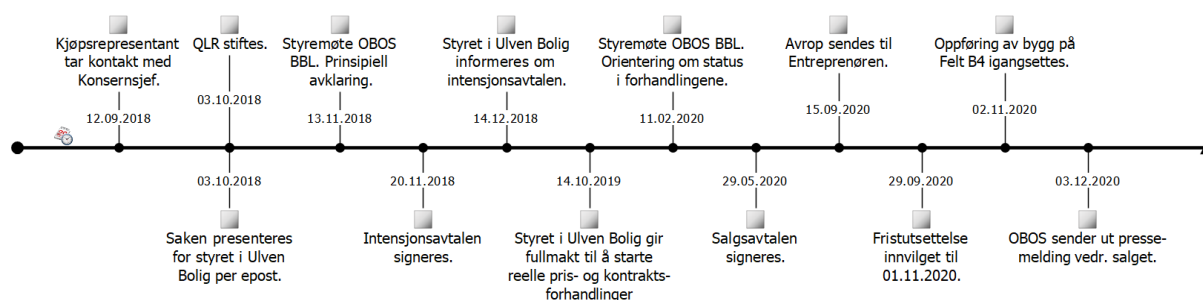 Kjøpsrepresentant
tar kontakt med
Konsernsjef.
12.09.2018
QLR stiftes.
03.10.2018
03.10.2018
Saken presenteres
for styret i Ulven
Bolig per epost.
Styremøte OBOS
BBL. Prinsipiell
avklaring.
13.11.2018
20.11.2018
Intensjonsavtalen
signeres.
Styret i Ulven Bolig
informeres om
intensjonsavtalen.
14.12.2018
14.10.2019
Styret i Ulven Bolig gir
fullmakt til å starte
reelle pris- og kontrakts-
forhandlinger
Styremøte OBOS BBL.
Orientering om status
i forhandlingene.
11.02.2020
29.05.2020
Salgsavtalen
signeres.
Avrop sendes til
Entreprenøren.
15.09.2020
29.09.2020
Fristutsettelse
innvilget til
01.11.2020.
Oppføring av bygg på
Felt B4 igangsettes.
02.11.2020
03.12.2020
OBOS sender ut presse-
melding vedr. salget.